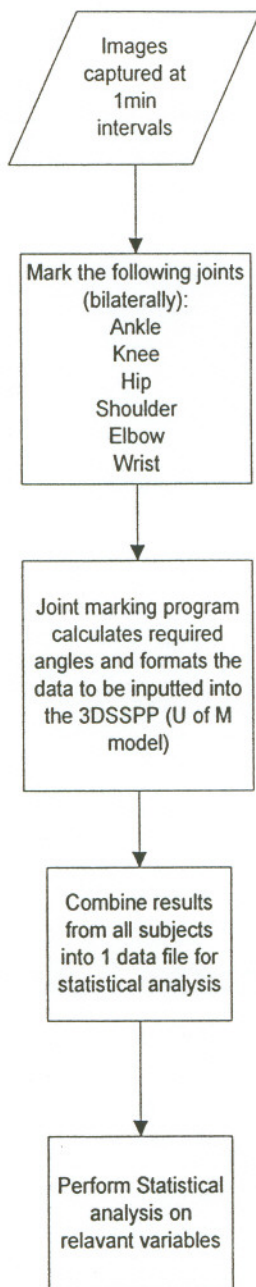 Images
captured at
1min
intervals
Mark the following joints
(bilaterally):
Ankle
Knee
Hip
Shoulder
Elbow
Wrist
Joint marking program
calculates required
angles and formats the
data to be inputted into
the 3DSSPP (U of M
model)
Combine results
from all subjects
into 1 data file for
statistical analysis
Perform Statistical
analysis on
relavant variables